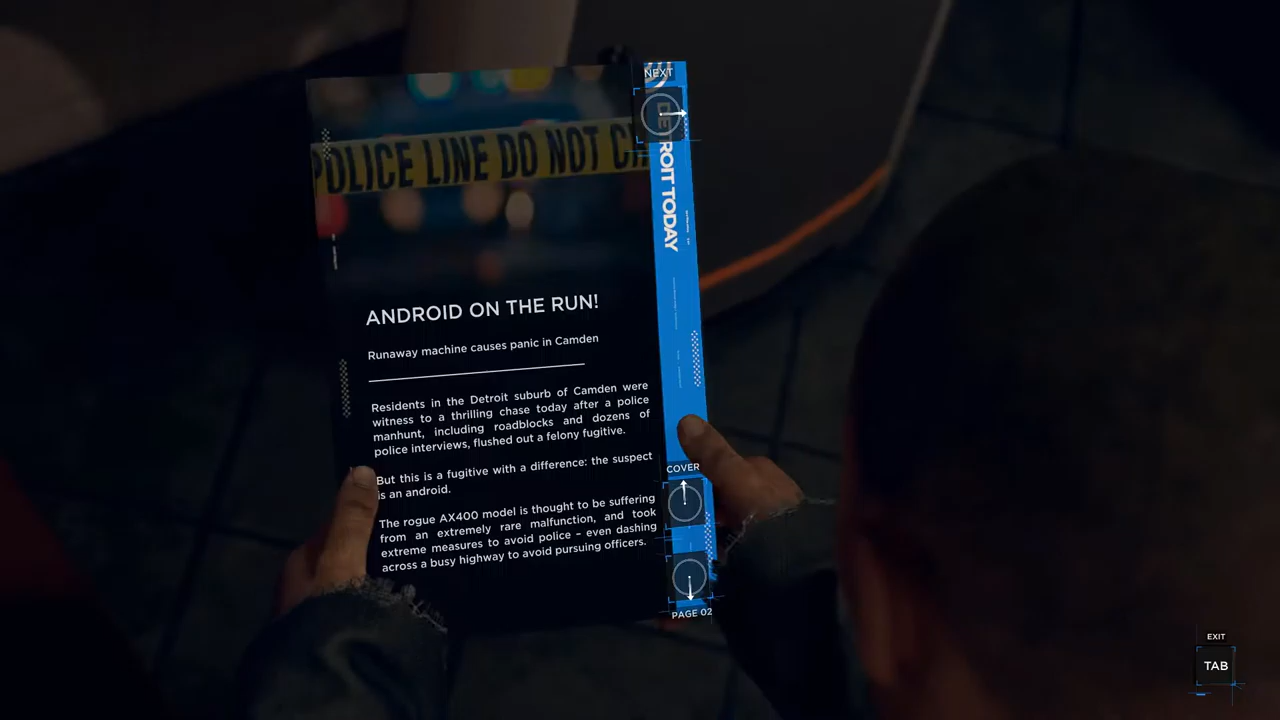 NEXT
POLICE LINE DO NOT
DETROIT TODAY
ANDROID ON THE RUN!
Runaway machine causes panic in Camden
Residents in the Detroit suburb of Camden were
witness to a thrilling chase today after a police
manhunt, including roadblocks and dozens of
police interviews, flushed out a felony fugitive.
But this is a fugitive with a difference: the suspect
is an android.
The rogue AX400 model is thought to be suffering
from an extremely rare malfunction, and took
extreme measures to avoid police – even dashing
across a busy highway to avoid pursuing officers.
COVER
PAGE 02
EXIT
TAB